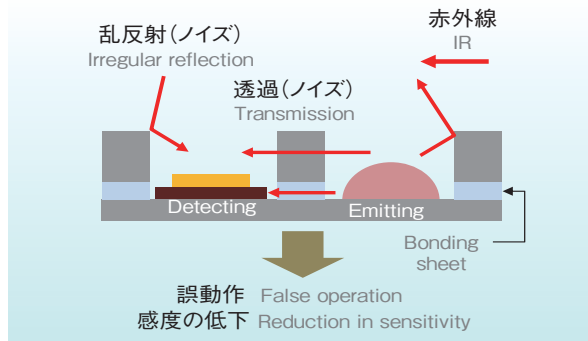 乱反射（ノイズ）
Irregular reflection
赤外線
IR
透過（ノイズ）
Transmission
Detecting
Emitting
Bonding
sheet
誤動作 False operation
感度の低下 Reduction in sensitivity